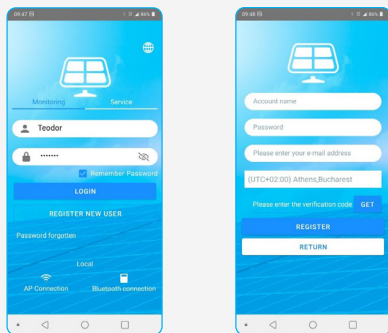 09:47
86%
Monitoring
Service
Teodor
Remember Password
LOGIN
REGISTER NEW USER
Password forgotten
Local
AP Connection
Bluetooth connection
09:48
86%
Account name
Password
Please enter your e-mail address
(UTC+02:00) Athens,Bucharest
Please enter the verification code
GET
REGISTER
RETURN